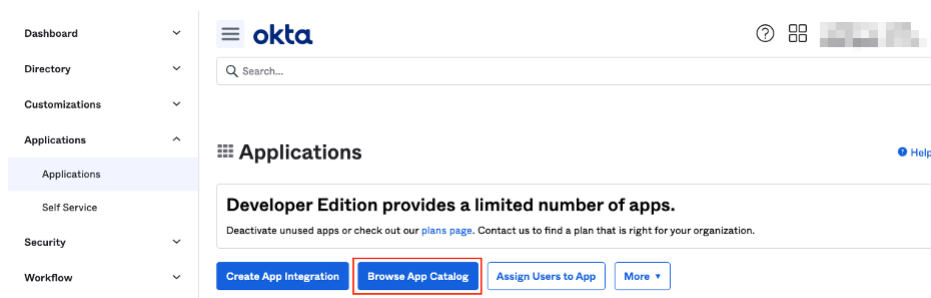 Dashboard
Directory
Customizations
Applications
Applications
Self Service
Security
Workflow
okta
Search...
Applications
Help
Developer Edition provides a limited number of apps.
Deactivate unused apps or check out our plans page. Contact us to find a plan that is right for your organization.
Create App Integration Browse App Catalog Assign Users to App More